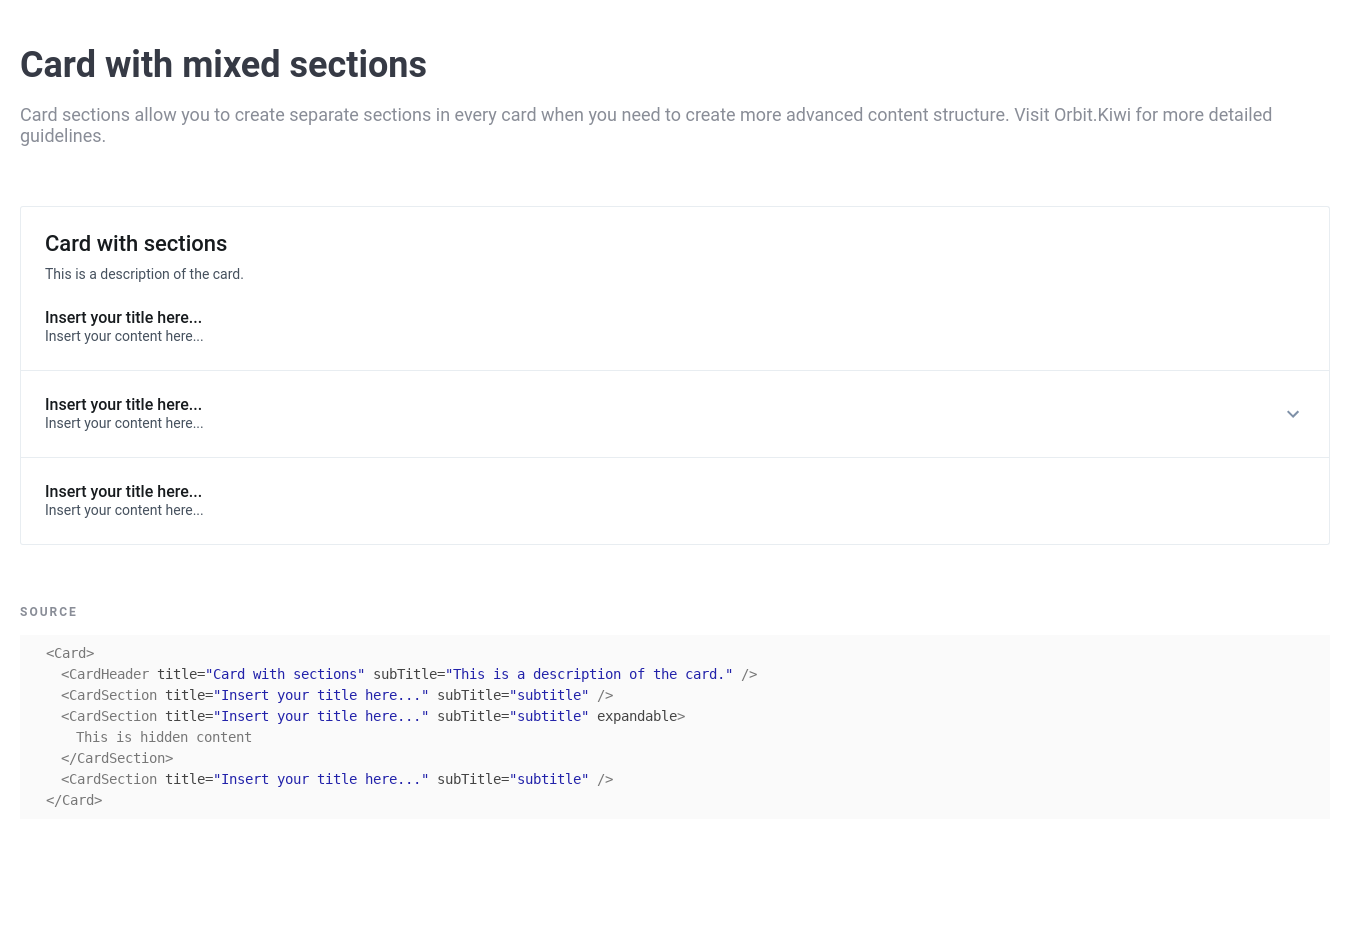 Card with mixed sections
Card sections allow you to create separate sections in every card when you need to create more advanced content structure. Visit Orbit.Kiwi for more detailed
guidelines.
Card with sections
This is a description of the card.
Insert your title here...
Insert your content here...
Insert your title here...
Insert your content here...
Insert your title here...
Insert your content here...
SOURCE
<Card>
  <CardHeader title="Card with sections" subTitle="This is a description of the card." />
  <CardSection title="Insert your title here..." subTitle="subtitle" />
  <CardSection title="Insert your title here..." subTitle="subtitle" expandable>
    This is hidden content
  </CardSection>
  <CardSection title="Insert your title here..." subTitle="subtitle" />
</Card>